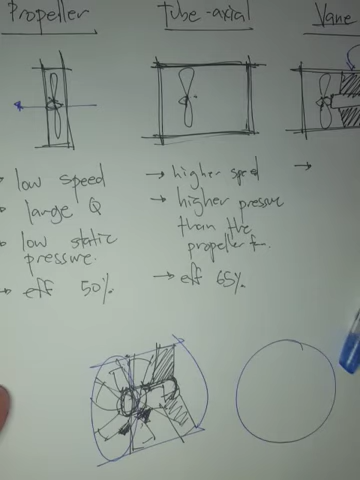 Propeller
tube-axial
Vane
→ low speed
→ large Q
→ low static
pressure.
→ eff 50%.
→ higher speed
→ higher pressure
than the
propeller f
→ eff 65%.
→